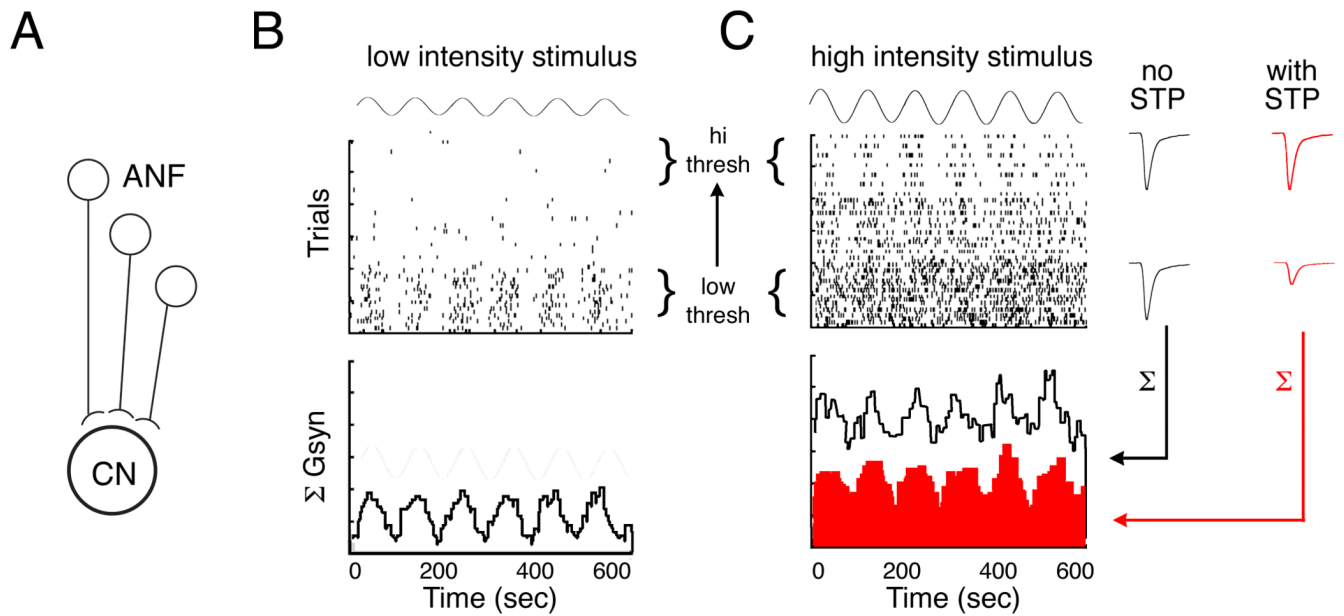 A
ANF
CN
B
low intensity stimulus
Trials
Σ Gsyn
0 200 400 600
Time (sec)
hi
thresh
low
thresh
C
high intensity stimulus
0 200 400 600
Time (sec)
no
STP
with
STP
Σ
Σ